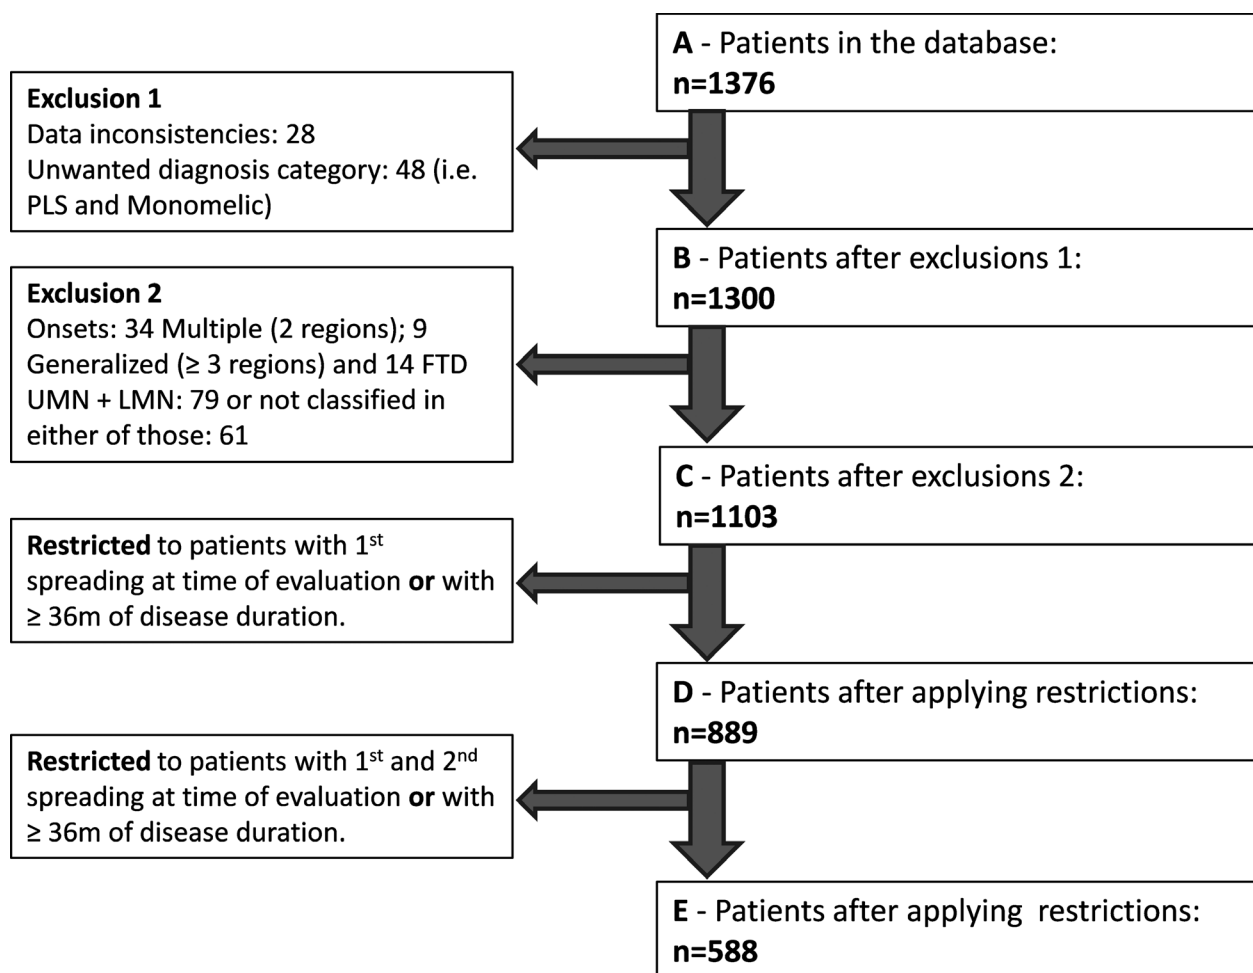 A - Patients in the database:
n=1376
Exclusion 1
Data inconsistencies: 28
Unwanted diagnosis category: 48 (i.e.
PLS and Monomelic)
B - Patients after exclusions 1:
n=1300
Exclusion 2
Onsets: 34 Multiple (2 regions); 9
Generalized (≥ 3 regions) and 14 FTD
UMN + LMN: 79 or not classified in
either of those: 61
C - Patients after exclusions 2:
n=1103
Restricted to patients with 1st
spreading at time of evaluation or with
≥ 36m of disease duration.
D - Patients after applying restrictions:
n=889
Restricted to patients with 1st and 2nd
spreading at time of evaluation or with
≥ 36m of disease duration.
E - Patients after applying restrictions:
n=588